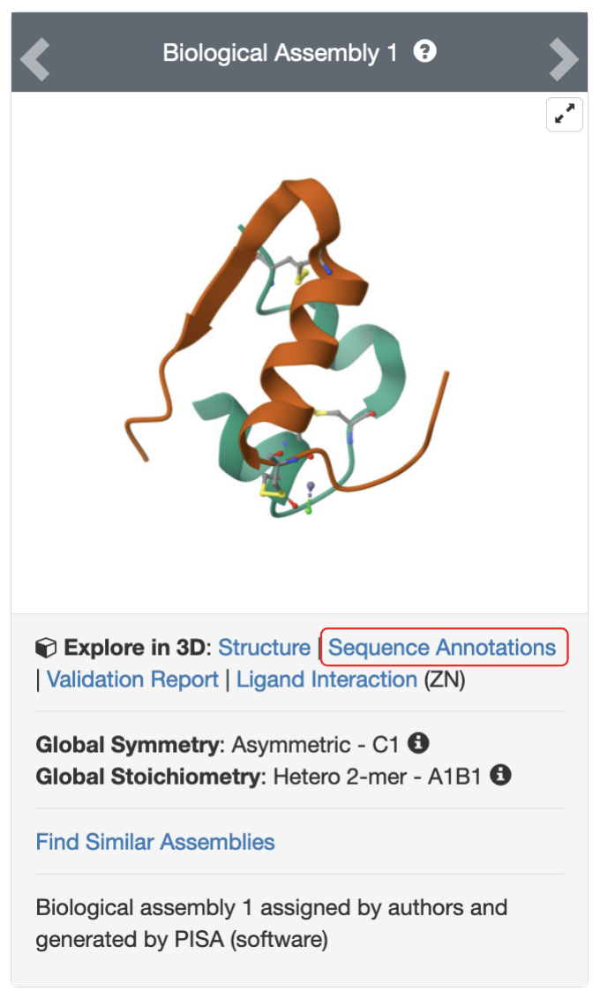 Biological Assembly 1 ?
Explore in 3D: Structure | Sequence Annotations
| Validation Report | Ligand Interaction (ZN)
Global Symmetry: Asymmetric - C1 i
Global Stoichiometry: Hetero 2-mer - A1B1 i
Find Similar Assemblies
Biological assembly 1 assigned by authors and
generated by PISA (software)